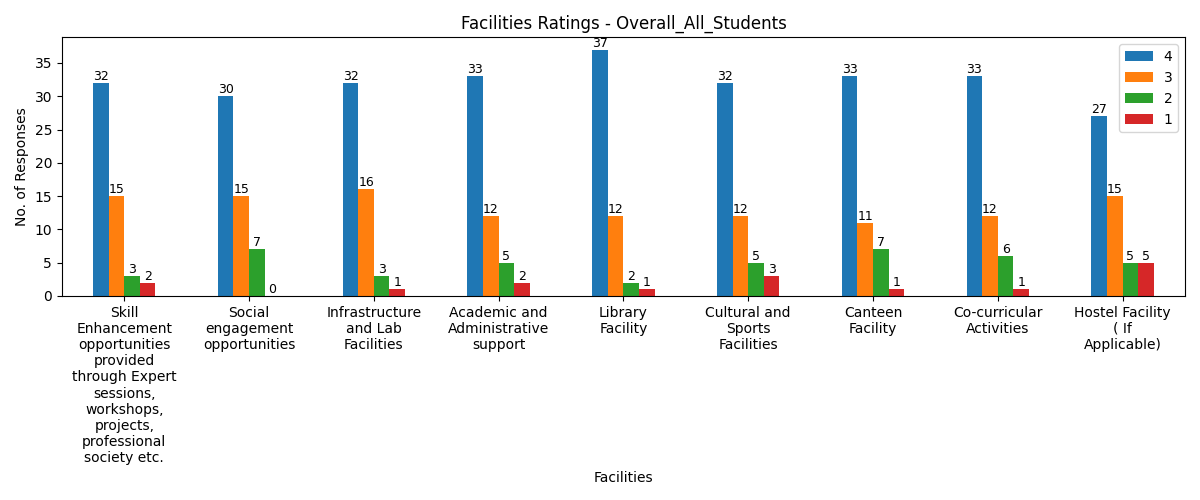 Facilities Ratings - Overall_All_Students
No. of Responses
35
30
25
20
15
10
5
0
4
3
2
1
32
15
3
2
30
15
7
0
32
16
3
1
33
12
5
2
37
12
2
1
32
12
5
3
33
11
7
1
33
12
6
1
27
15
5
5
Skill
Enhancement
opportunities
provided
through Expert
sessions,
workshops,
projects,
professional
society etc.
Social
engagement
opportunities
Infrastructure
and Lab
Facilities
Academic and
Administrative
support
Library
Facility
Cultural and
Sports
Facilities
Canteen
Facility
Co-curricular
Activities
Hostel Facility
( If
Applicable)
Facilities